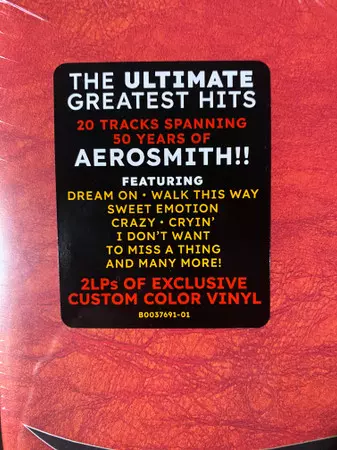 THE ULTIMATE
GREATEST HITS
20 TRACKS SPANNING
50 YEARS OF
AEROSMITH!!
FEATURING
DREAM ON • WALK THIS WAY
SWEET EMOTION
CRAZY • CRYIN'
I DON'T WANT
TO MISS A THING
AND MANY MORE!
2LPs OF EXCLUSIVE
CUSTOM COLOR VINYL
B0037691-01